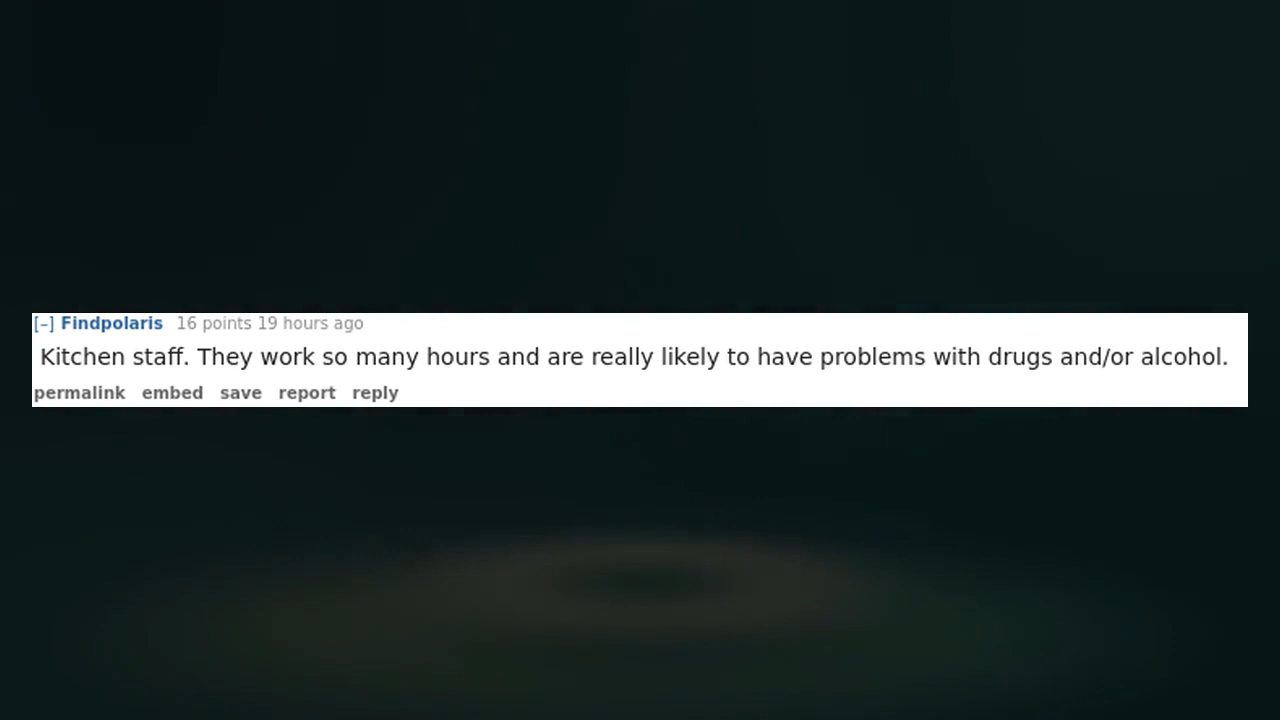 [–] Findpolaris 16 points 19 hours ago
Kitchen staff. They work so many hours and are really likely to have problems with drugs and/or alcohol.
permalink embed save report reply